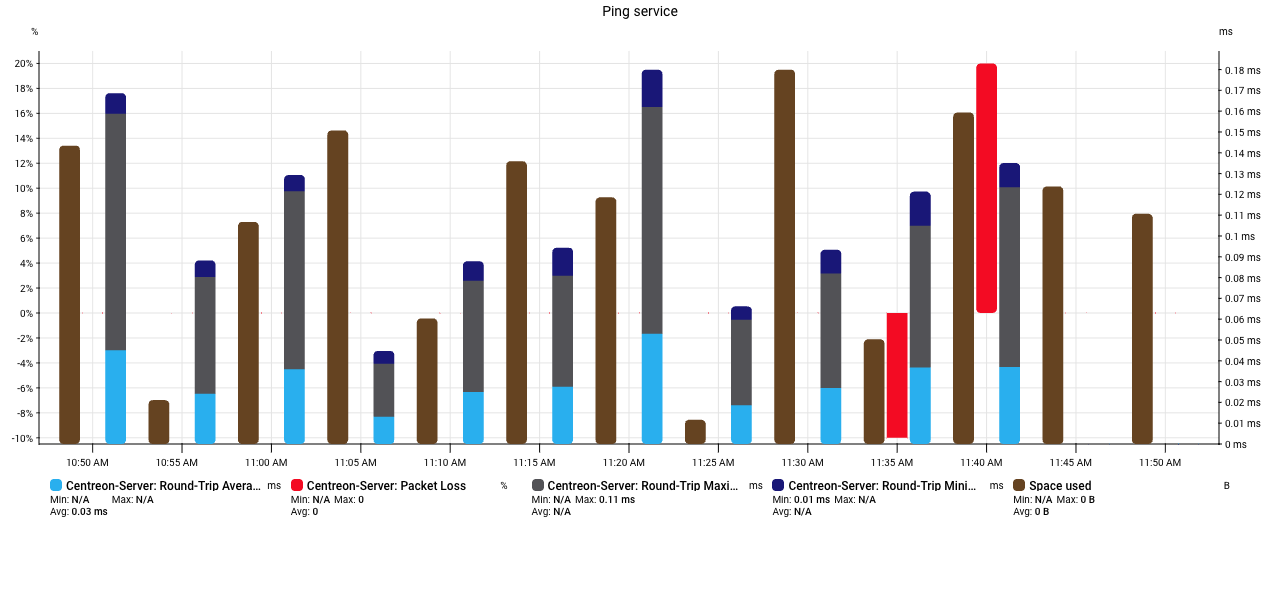 Ping service
% ms
20%
18%
16%
14%
12%
10%
8%
6%
4%
2%
0%
-2%
-4%
-6%
-8%
-10%
0.18 ms
0.17 ms
0.16 ms
0.15 ms
0.14 ms
0.13 ms
0.12 ms
0.11 ms
0.1 ms
0.09 ms
0.08 ms
0.07 ms
0.06 ms
0.05 ms
0.04 ms
0.03 ms
0.02 ms
0.01 ms
0 ms
10:50 AM 10:55 AM 11:00 AM 11:05 AM 11:10 AM 11:15 AM 11:20 AM 11:25 AM 11:30 AM 11:35 AM 11:40 AM 11:45 AM 11:50 AM
Centreon-Server: Round-Trip Avera... ms
Min: N/A Max: N/A
Avg: 0.03 ms
Centreon-Server: Packet Loss %
Min: N/A Max: 0
Avg: 0
Centreon-Server: Round-Trip Maxi... ms
Min: N/A Max: 0.11 ms
Avg: N/A
Centreon-Server: Round-Trip Mini... ms
Min: 0.01 ms Max: N/A
Avg: N/A
Space used B
Min: N/A Max: 0 B
Avg: 0 B